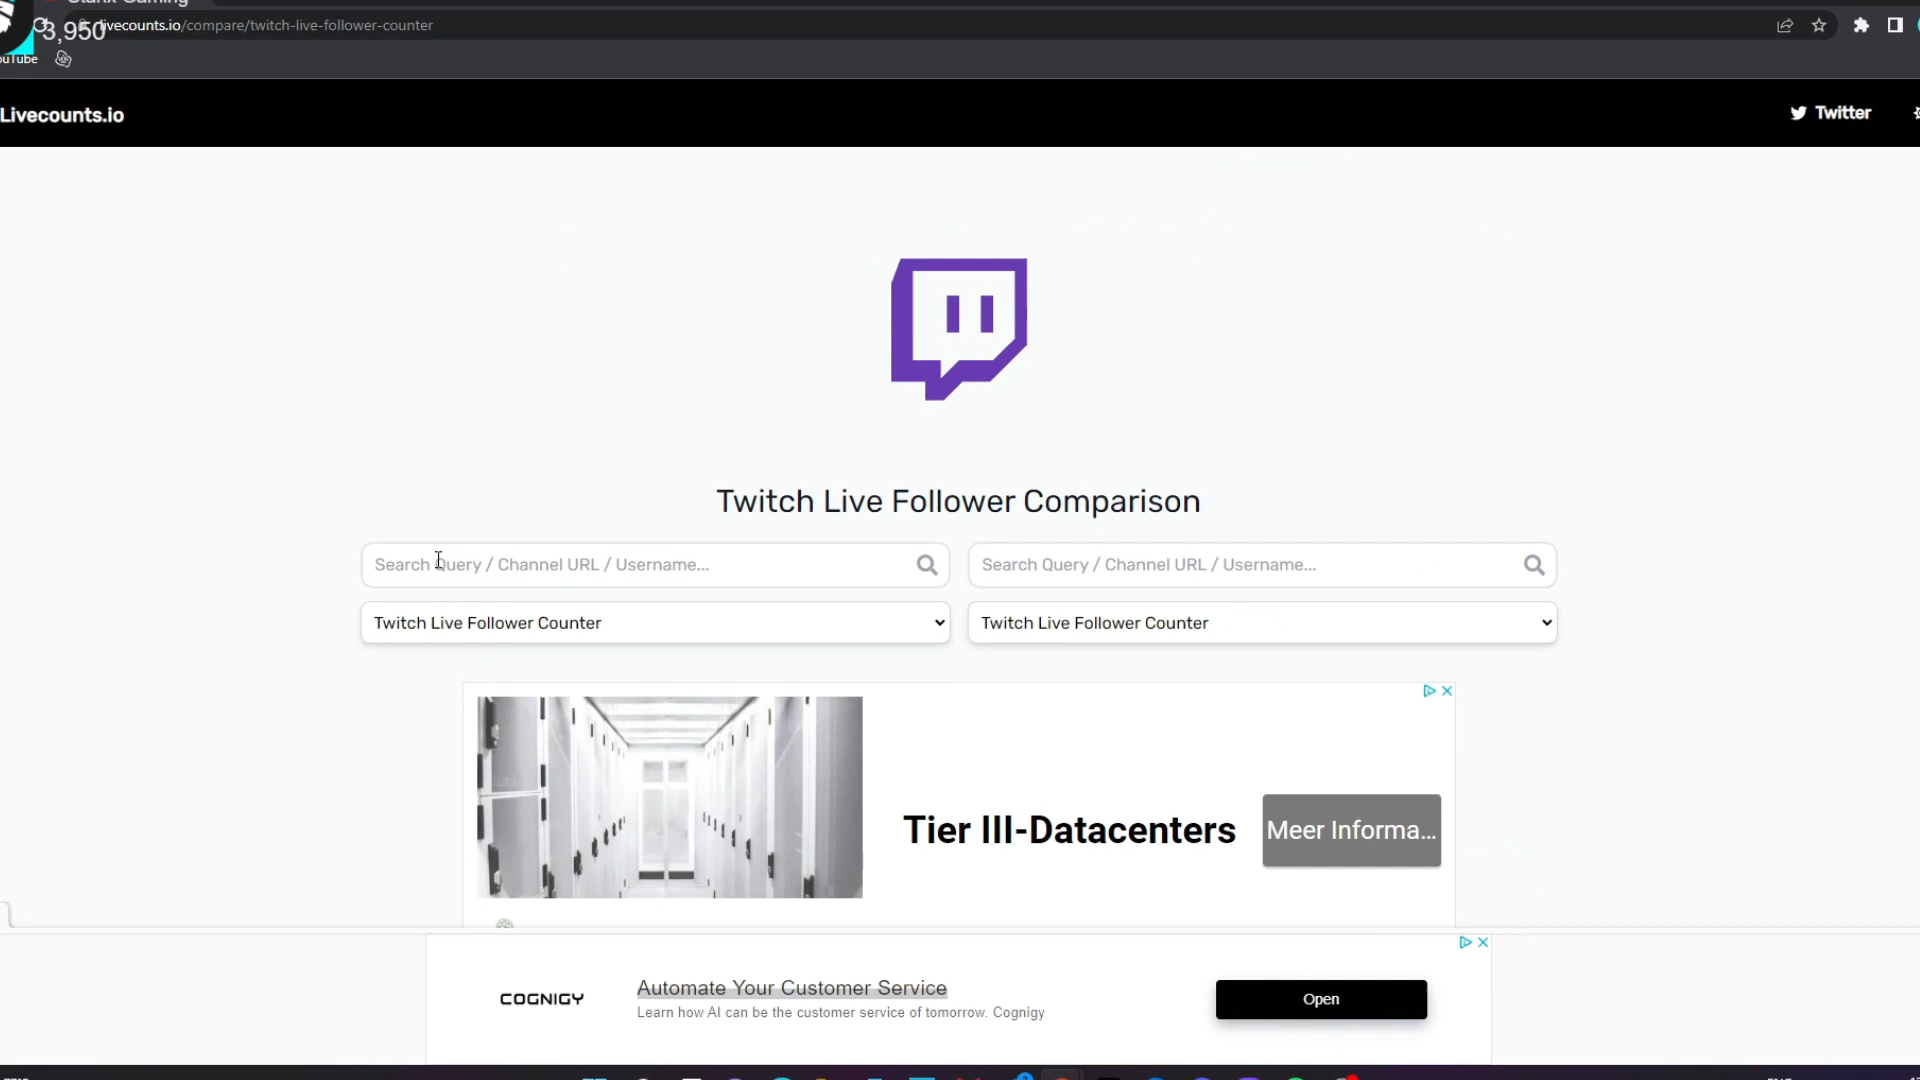 3,950
livecounts.io/compare/twitch-live-follower-counter
Livecounts.io
Twitter
Twitch Live Follower Comparison
Search Query / Channel URL / Username...
Search Query / Channel URL / Username...
Twitch Live Follower Counter
Twitch Live Follower Counter
Tier III-Datacenters
Meer Informa...
COGNIGY
Automate Your Customer Service
Learn how AI can be the customer service of tomorrow. Cognigy
Open